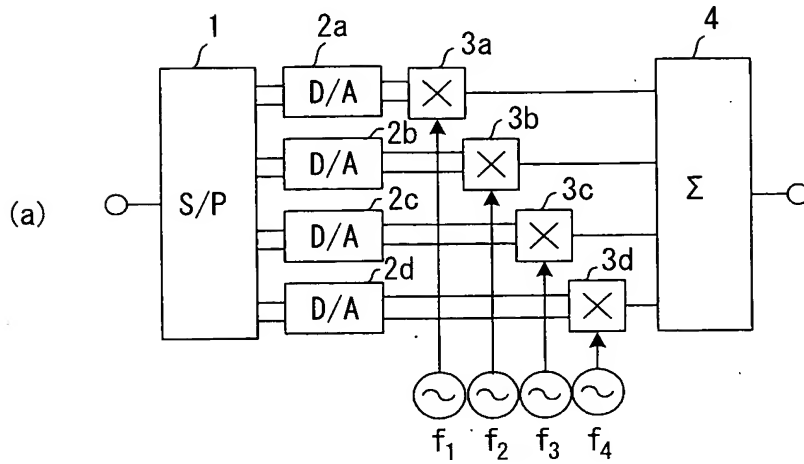 1
2a
3a
4
D/A
2b
3b
D/A
(a)
S/P
2c
3c
Σ
D/A
2d
3d
D/A
f₁ f₂ f₃ f₄